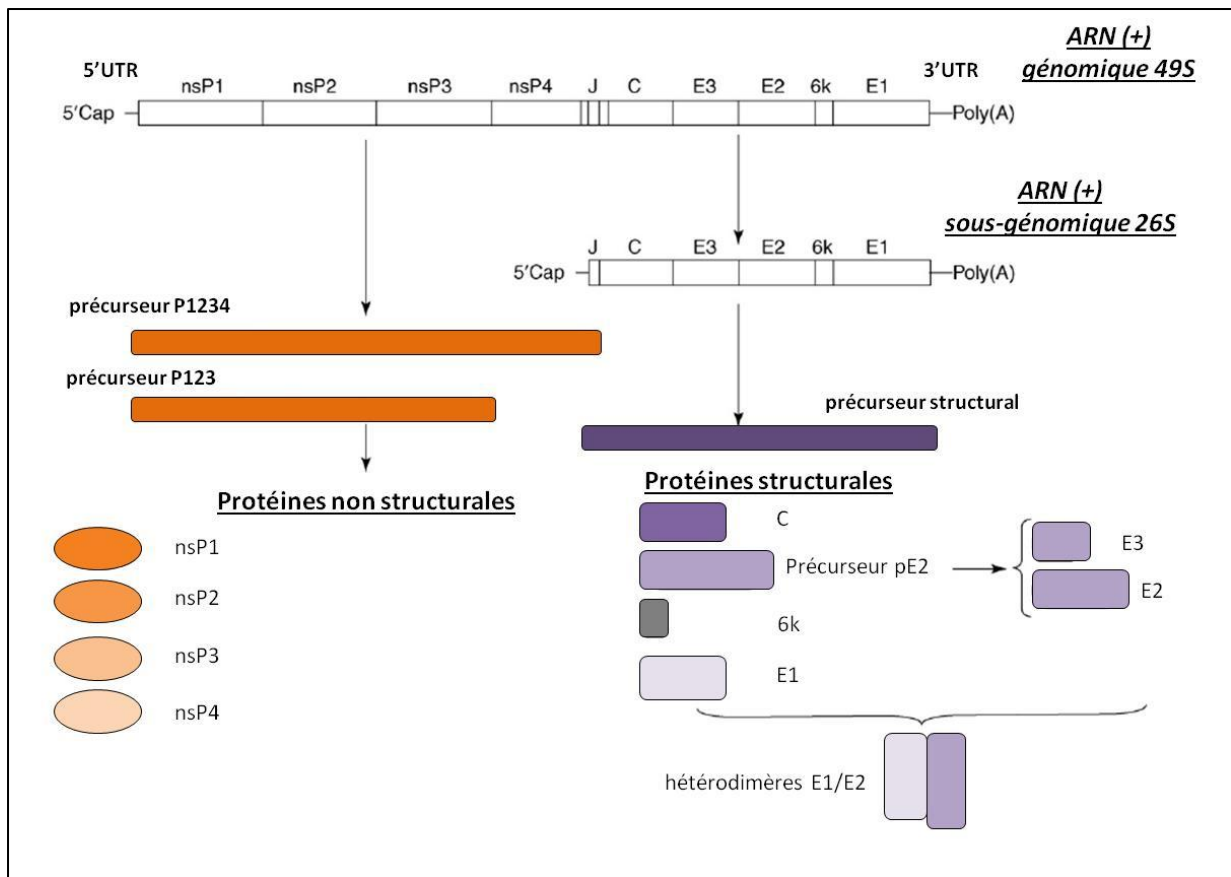 ARN (+)
génomique 49S
5’UTR
3’UTR
nsP1 nsP2 nsP3 nsP4 J C E3 E2 6k E1
5’Cap
Poly(A)
ARN (+)
sous-génomique 26S
J C E3 E2 6k E1
5’Cap
Poly(A)
précurseur P1234
précurseur P123
précurseur structural
Protéines non structurales
nsP1
nsP2
nsP3
nsP4
Protéines structurales
C
Précurseur pE2
E3
E2
6k
E1
hétérodimères E1/E2